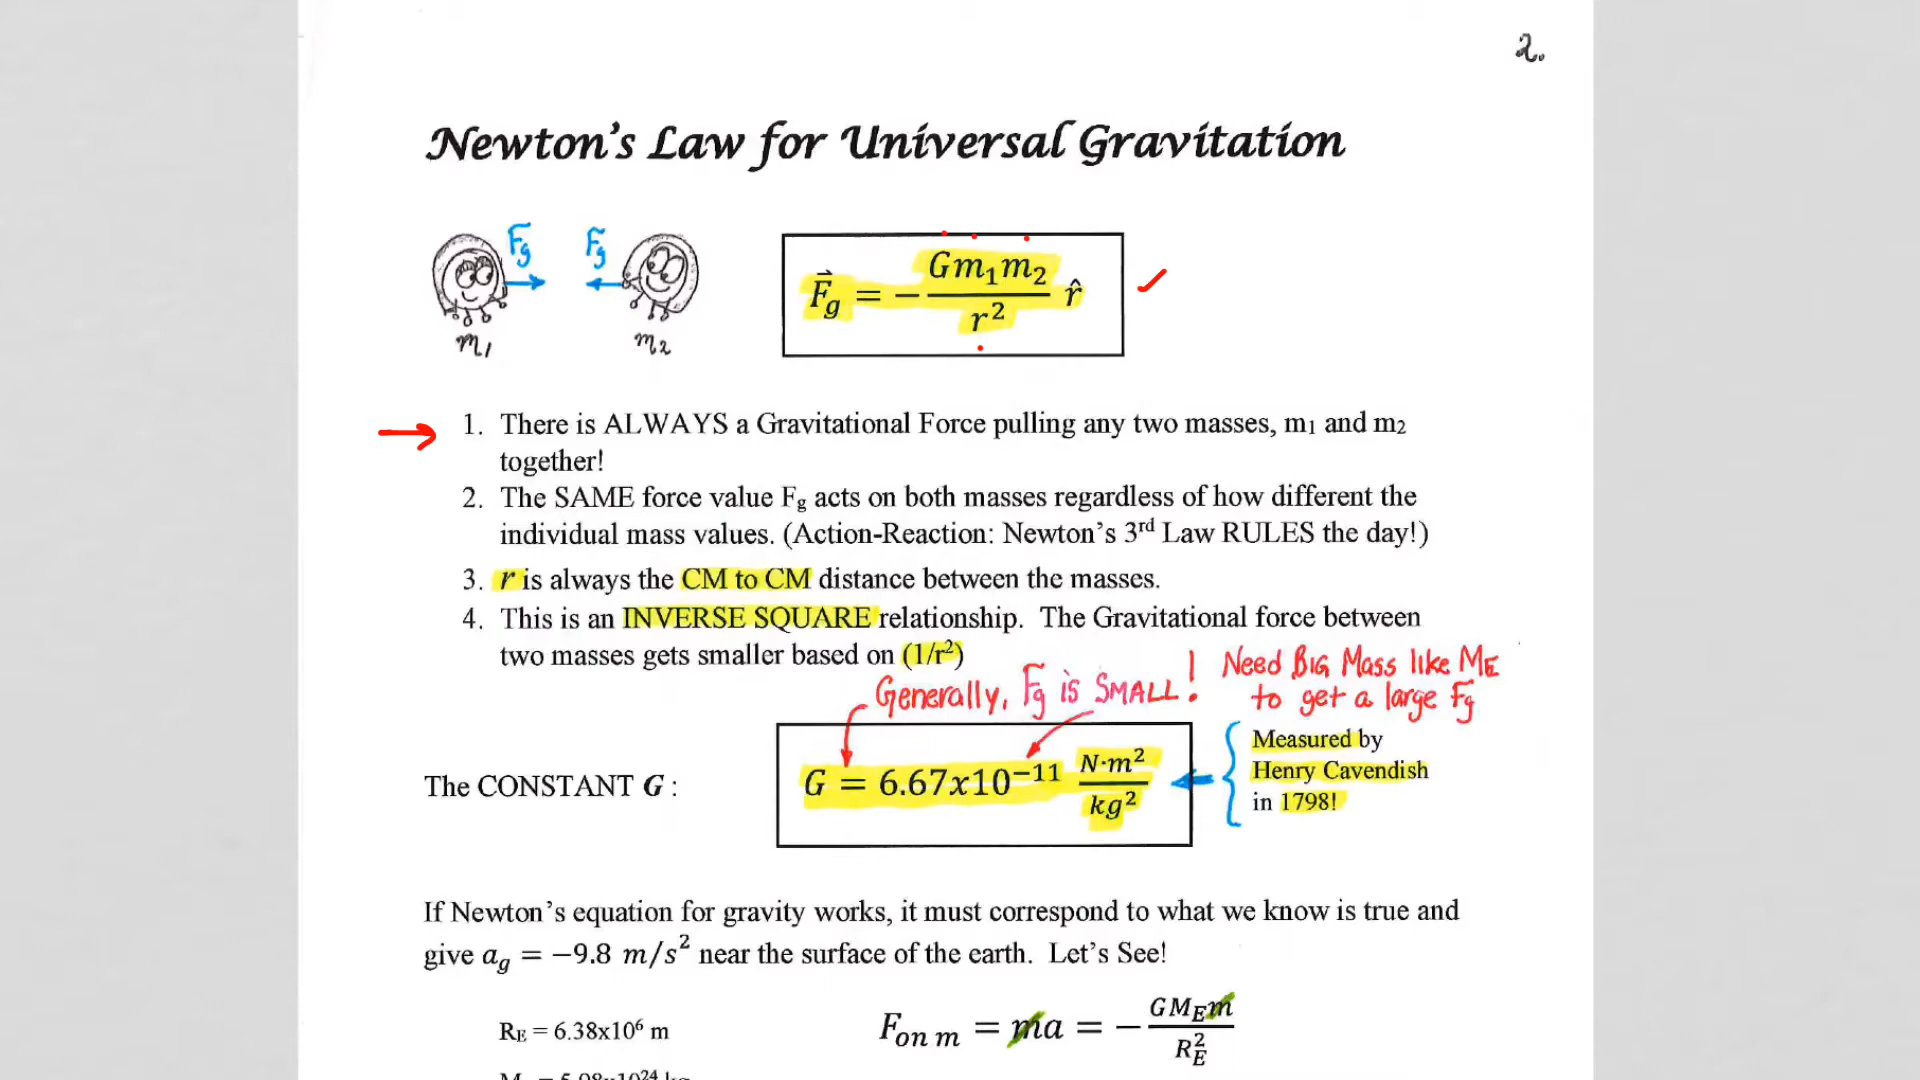 2.
Newton's Law for Universal Gravitation
Fg Fg
m1 m2
F⃗g = − Gm1m2 / r² r̂
1. There is ALWAYS a Gravitational Force pulling any two masses, m1 and m2
together!
2. The SAME force value Fg acts on both masses regardless of how different the
individual mass values. (Action-Reaction: Newton's 3rd Law RULES the day!)
3. r is always the CM to CM distance between the masses.
4. This is an INVERSE SQUARE relationship. The Gravitational force between
two masses gets smaller based on (1/r²)
Generally, Fg is SMALL! Need BIG Mass like ME
to get a large Fg
The CONSTANT G :
G = 6.67x10⁻¹¹ N·m² / kg²
Measured by
Henry Cavendish
in 1798!
If Newton's equation for gravity works, it must correspond to what we know is true and
give ag = −9.8 m/s² near the surface of the earth. Let's See!
RE = 6.38x10⁶ m
Fon m = ma = − GMEm / RE²